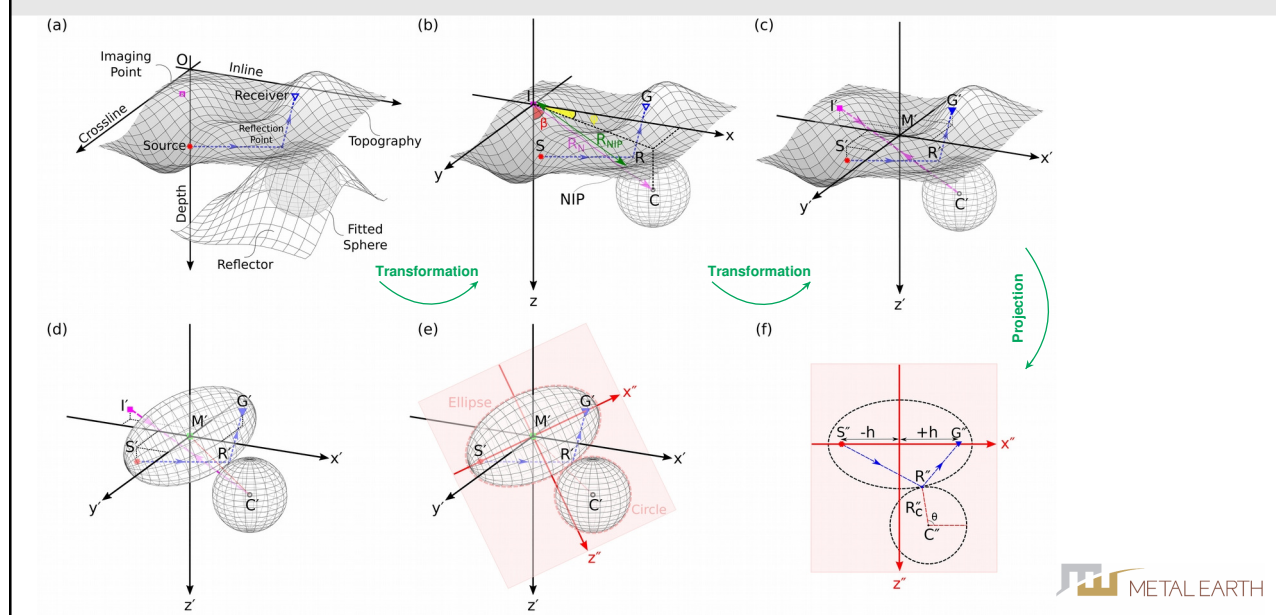 (a)
Imaging
Point
O
Inline
Crossline
Receiver
Source
Reflection
Point
Topography
Depth
Fitted
Sphere
Reflector
(b)
I
G
β
R_N
R_NIP
x
S
R
y
NIP
C
z
(c)
I′
G′
M′
S′
R′
x′
y′
C′
z′
Transformation
Transformation
Projection
(d)
I′
G′
M′
S′
R′
x′
y′
C′
z′
(e)
x″
Ellipse
G′
M′
S′
R′
x′
y′
C′
Circle
z″
z′
(f)
S″
-h
+h
G″
x″
R″
R″_C
θ
C″
z″
METAL EARTH